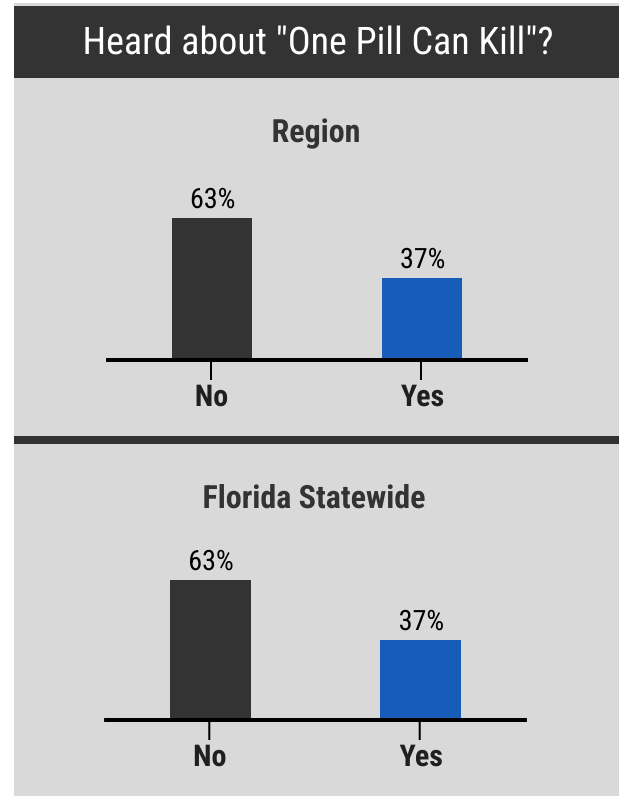 Heard about "One Pill Can Kill"?
Region
63%
37%
No Yes
Florida Statewide
63%
37%
No Yes